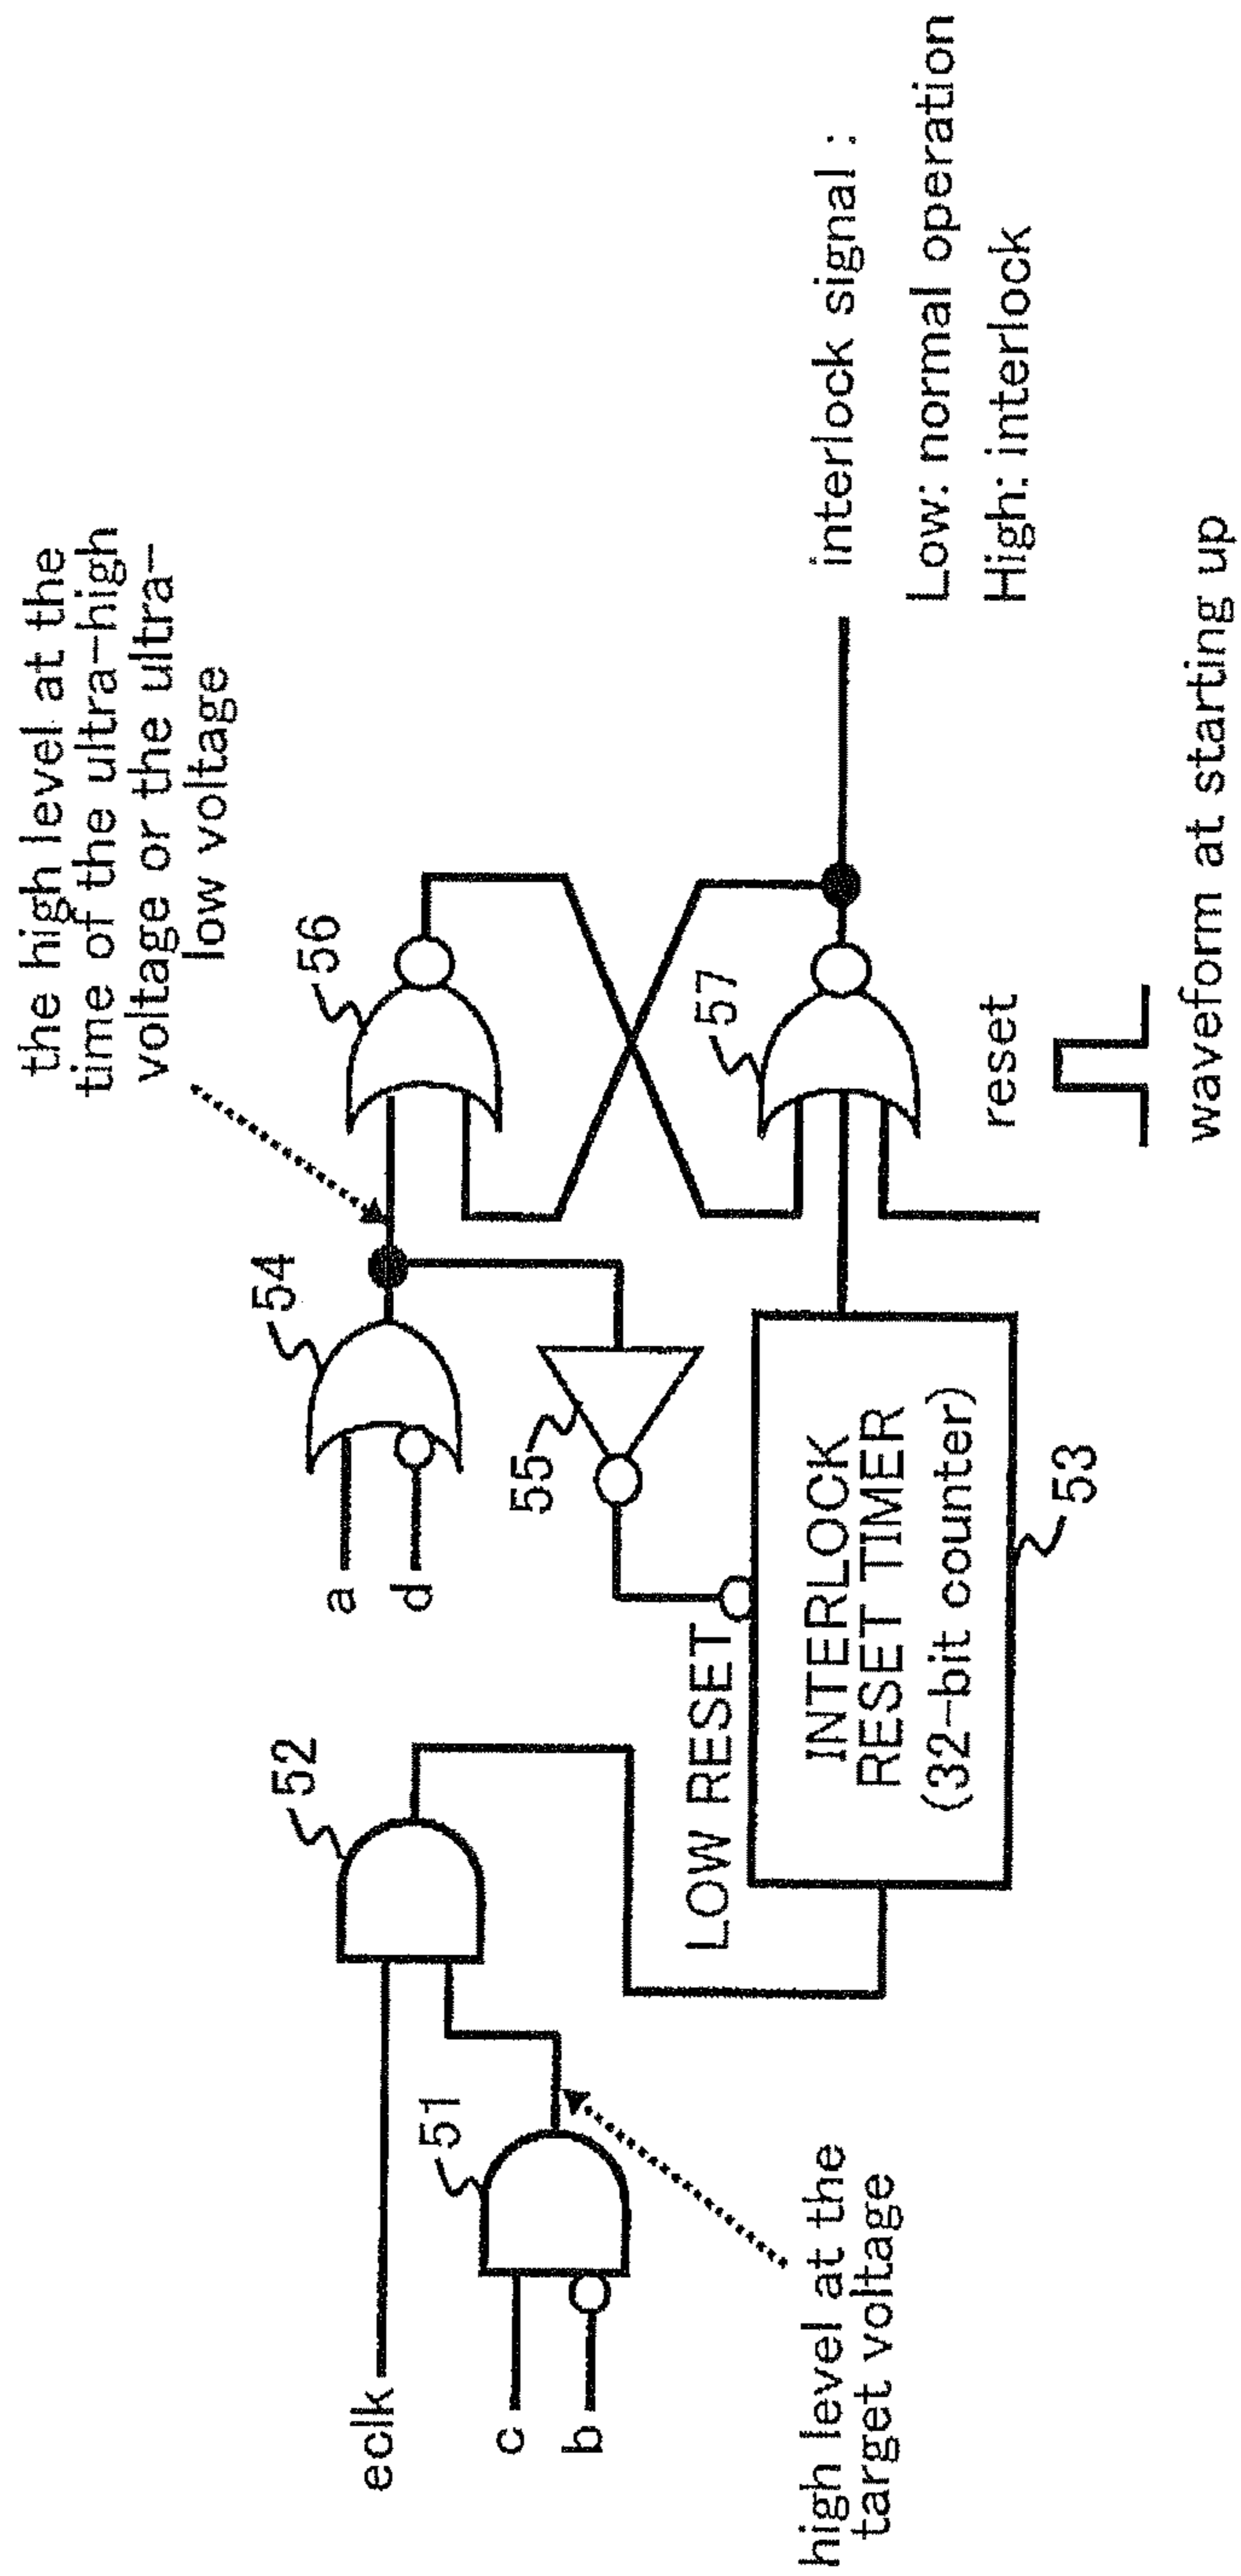 the high level at the
time of the ultra-high
voltage or the ultra-
low voltage
52
54
56
eclk
a
d
51
c
b
55
57
LOW RESET
INTERLOCK
RESET TIMER
(32-bit counter)
53
interlock signal :
Low: normal operation
High: interlock
high level at the
target voltage
reset
waveform at starting up